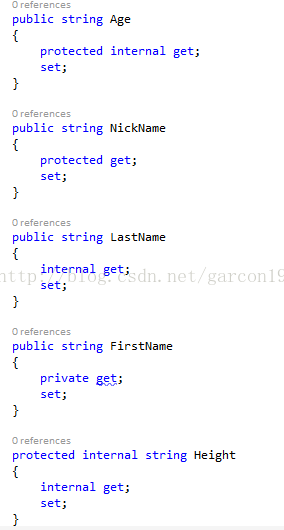 0 references
public string Age
{
    protected internal get;
    set;
}
0 references
public string NickName
{
    protected get;
    set;
}
0 references
public string LastName
{
http://blog.csdn.net/garcon19
    internal get;
    set;
}
0 references
public string FirstName
{
    private get;
    set;
}
0 references
protected internal string Height
{
    internal get;
    set;
}